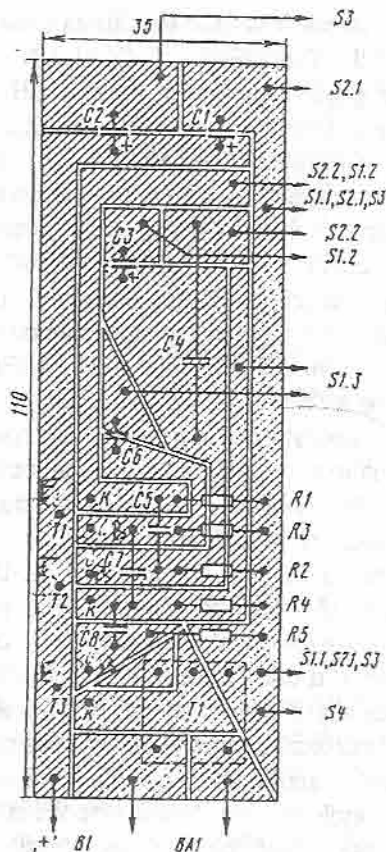 35
S3
S2.1
C2
C1
+
+
S2.2, S1.2
S1.1, S2.1, S3
S2.2
S1.2
C3
+
C4
110
S1.3
C6
К
C5
R1
T1
Б
R3
C7
R2
T2
К
R4
C8
R5
S1.1, S2.1, S3
T3
К
T1
S4
„+” B1
BA1